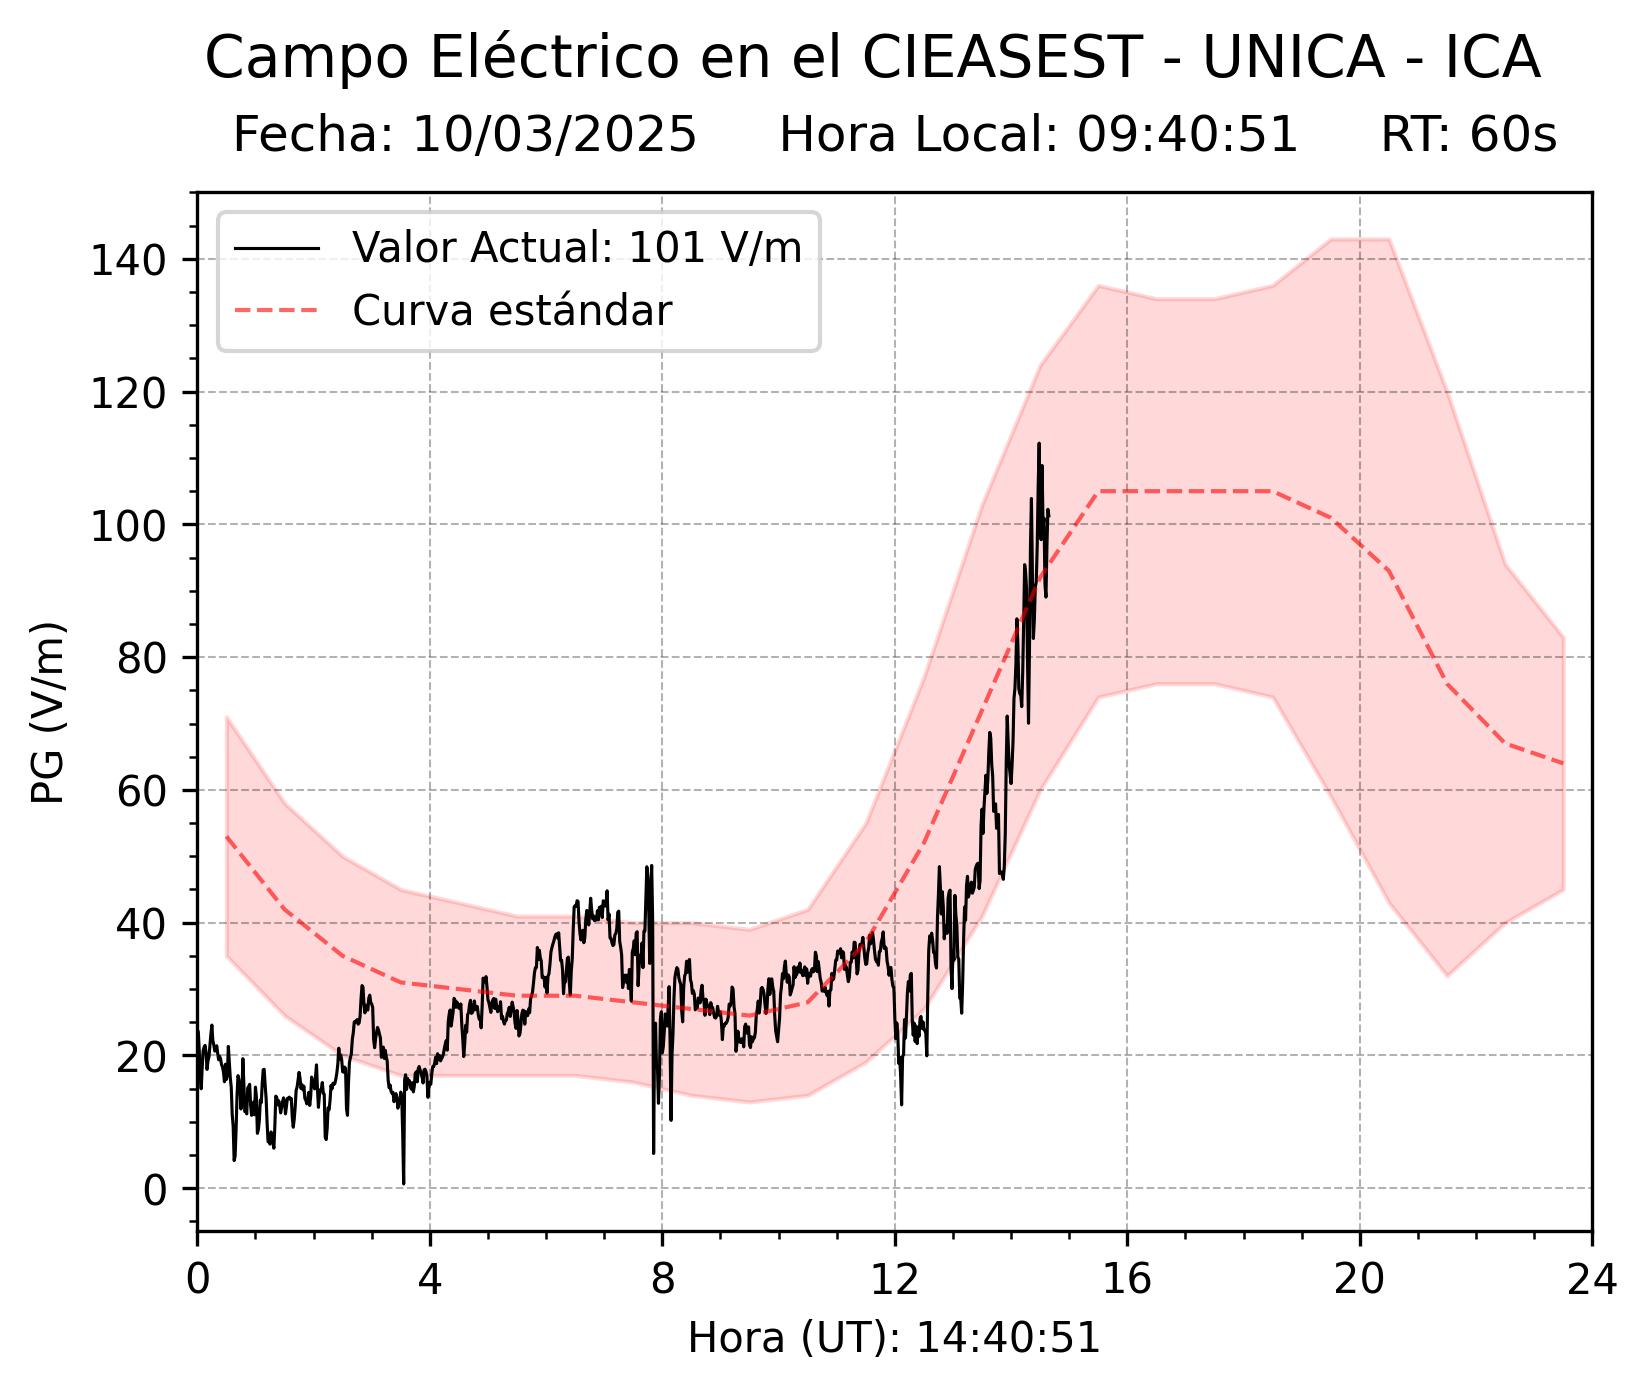 Campo Eléctrico en el CIEASEST - UNICA - ICA
Fecha: 10/03/2025 Hora Local: 09:40:51 RT: 60s
Valor Actual: 101 V/m
Curva estándar
PG (V/m)
140
120
100
80
60
40
20
0
0 4 8 12 16 20 24
Hora (UT): 14:40:51